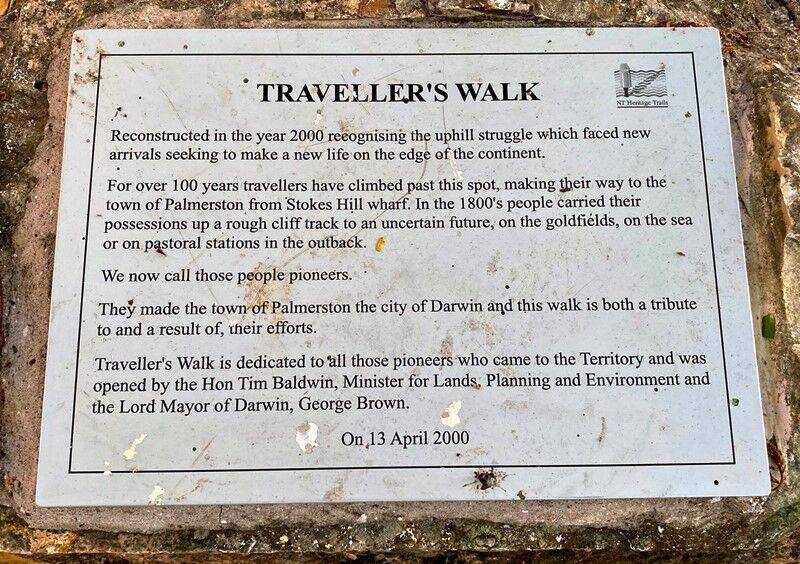 TRAVELLER'S WALK
NT Heritage Trails
Reconstructed in the year 2000 recognising the uphill struggle which faced new
arrivals seeking to make a new life on the edge of the continent.
For over 100 years travellers have climbed past this spot, making their way to the
town of Palmerston from Stokes Hill wharf. In the 1800's people carried their
possessions up a rough cliff track to an uncertain future, on the goldfields, on the sea
or on pastoral stations in the outback.
We now call those people pioneers.
They made the town of Palmerston the city of Darwin and this walk is both a tribute
to and a result of, their efforts.
Traveller's Walk is dedicated to all those pioneers who came to the Territory and was
opened by the Hon Tim Baldwin, Minister for Lands, Planning and Environment and
the Lord Mayor of Darwin, George Brown.
On 13 April 2000